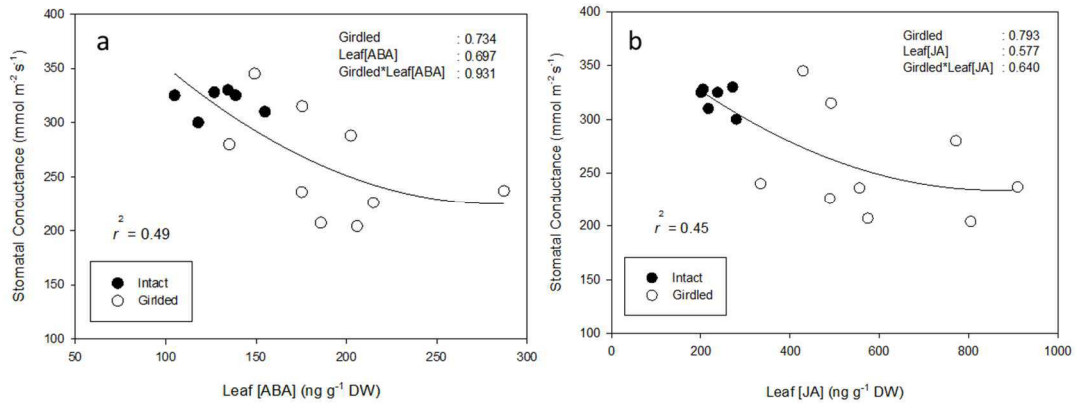 a
Girdled : 0.734
Leaf[ABA] : 0.697
Girdled*Leaf[ABA] : 0.931
400
350
300
250
200
150
100
Stomatal Concuctance (mmol m-2 s-1)
r2 = 0.49
Intact
Girlded
50 100 150 200 250 300
Leaf [ABA] (ng g-1 DW)
b
Girdled : 0.793
Leaf[JA] : 0.577
Girdled*Leaf[JA] : 0.640
400
350
300
250
200
150
100
Stomatal Conductance (mmol m-2 s-1)
r2 = 0.45
Intact
Girdled
0 200 400 600 800 1000
Leaf [JA] (ng g-1 DW)